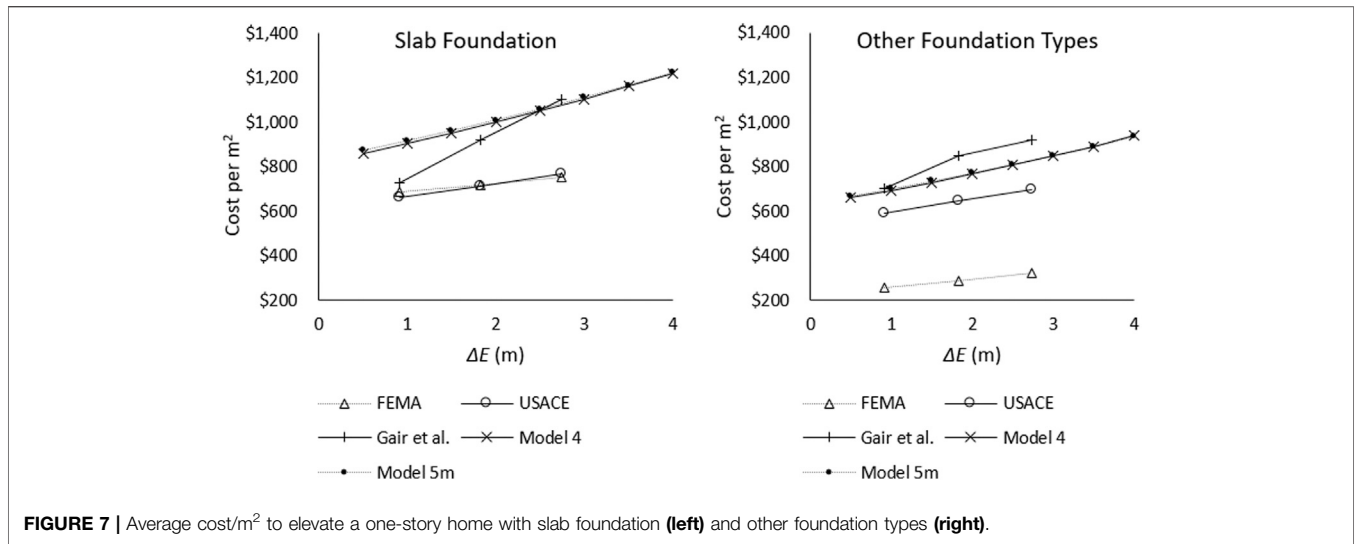 Slab Foundation
$1,400
$1,200
$1,000
$800
$600
$400
$200
Cost per m²
0 1 2 3 4
ΔE (m)
FEMA USACE
Gair et al. Model 4
Model 5m
Other Foundation Types
$1,400
$1,200
$1,000
$800
$600
$400
$200
Cost per m²
0 1 2 3 4
ΔE (m)
FEMA USACE
Gair et al. Model 4
Model 5m
FIGURE 7 | Average cost/m² to elevate a one-story home with slab foundation (left) and other foundation types (right).